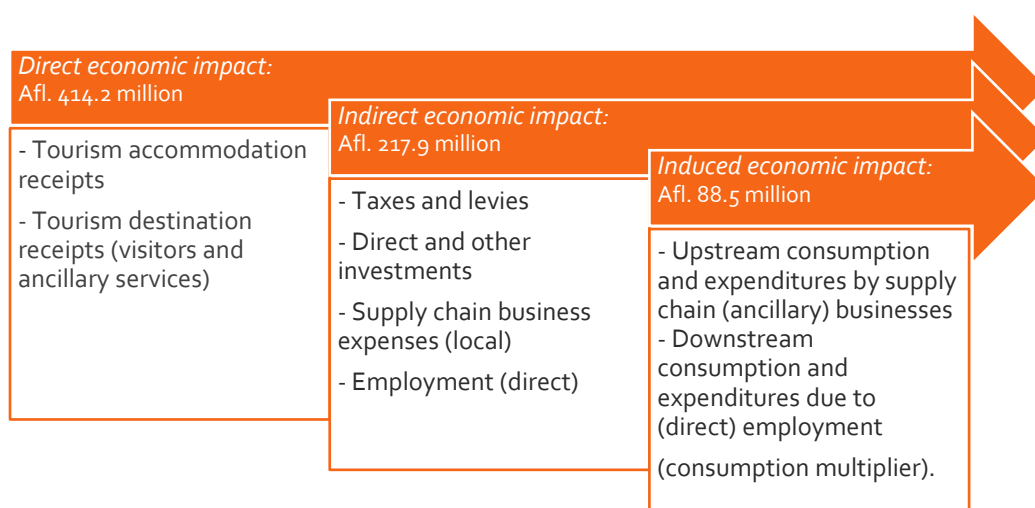 Direct economic impact:
Afl. 414.2 million
- Tourism accommodation
receipts
- Tourism destination
receipts (visitors and
ancillary services)
Indirect economic impact:
Afl. 217.9 million
- Taxes and levies
- Direct and other
investments
- Supply chain business
expenses (local)
- Employment (direct)
Induced economic impact:
Afl. 88.5 million
- Upstream consumption
and expenditures by supply
chain (ancillary) businesses
- Downstream
consumption and
expenditures due to
(direct) employment
(consumption multiplier).